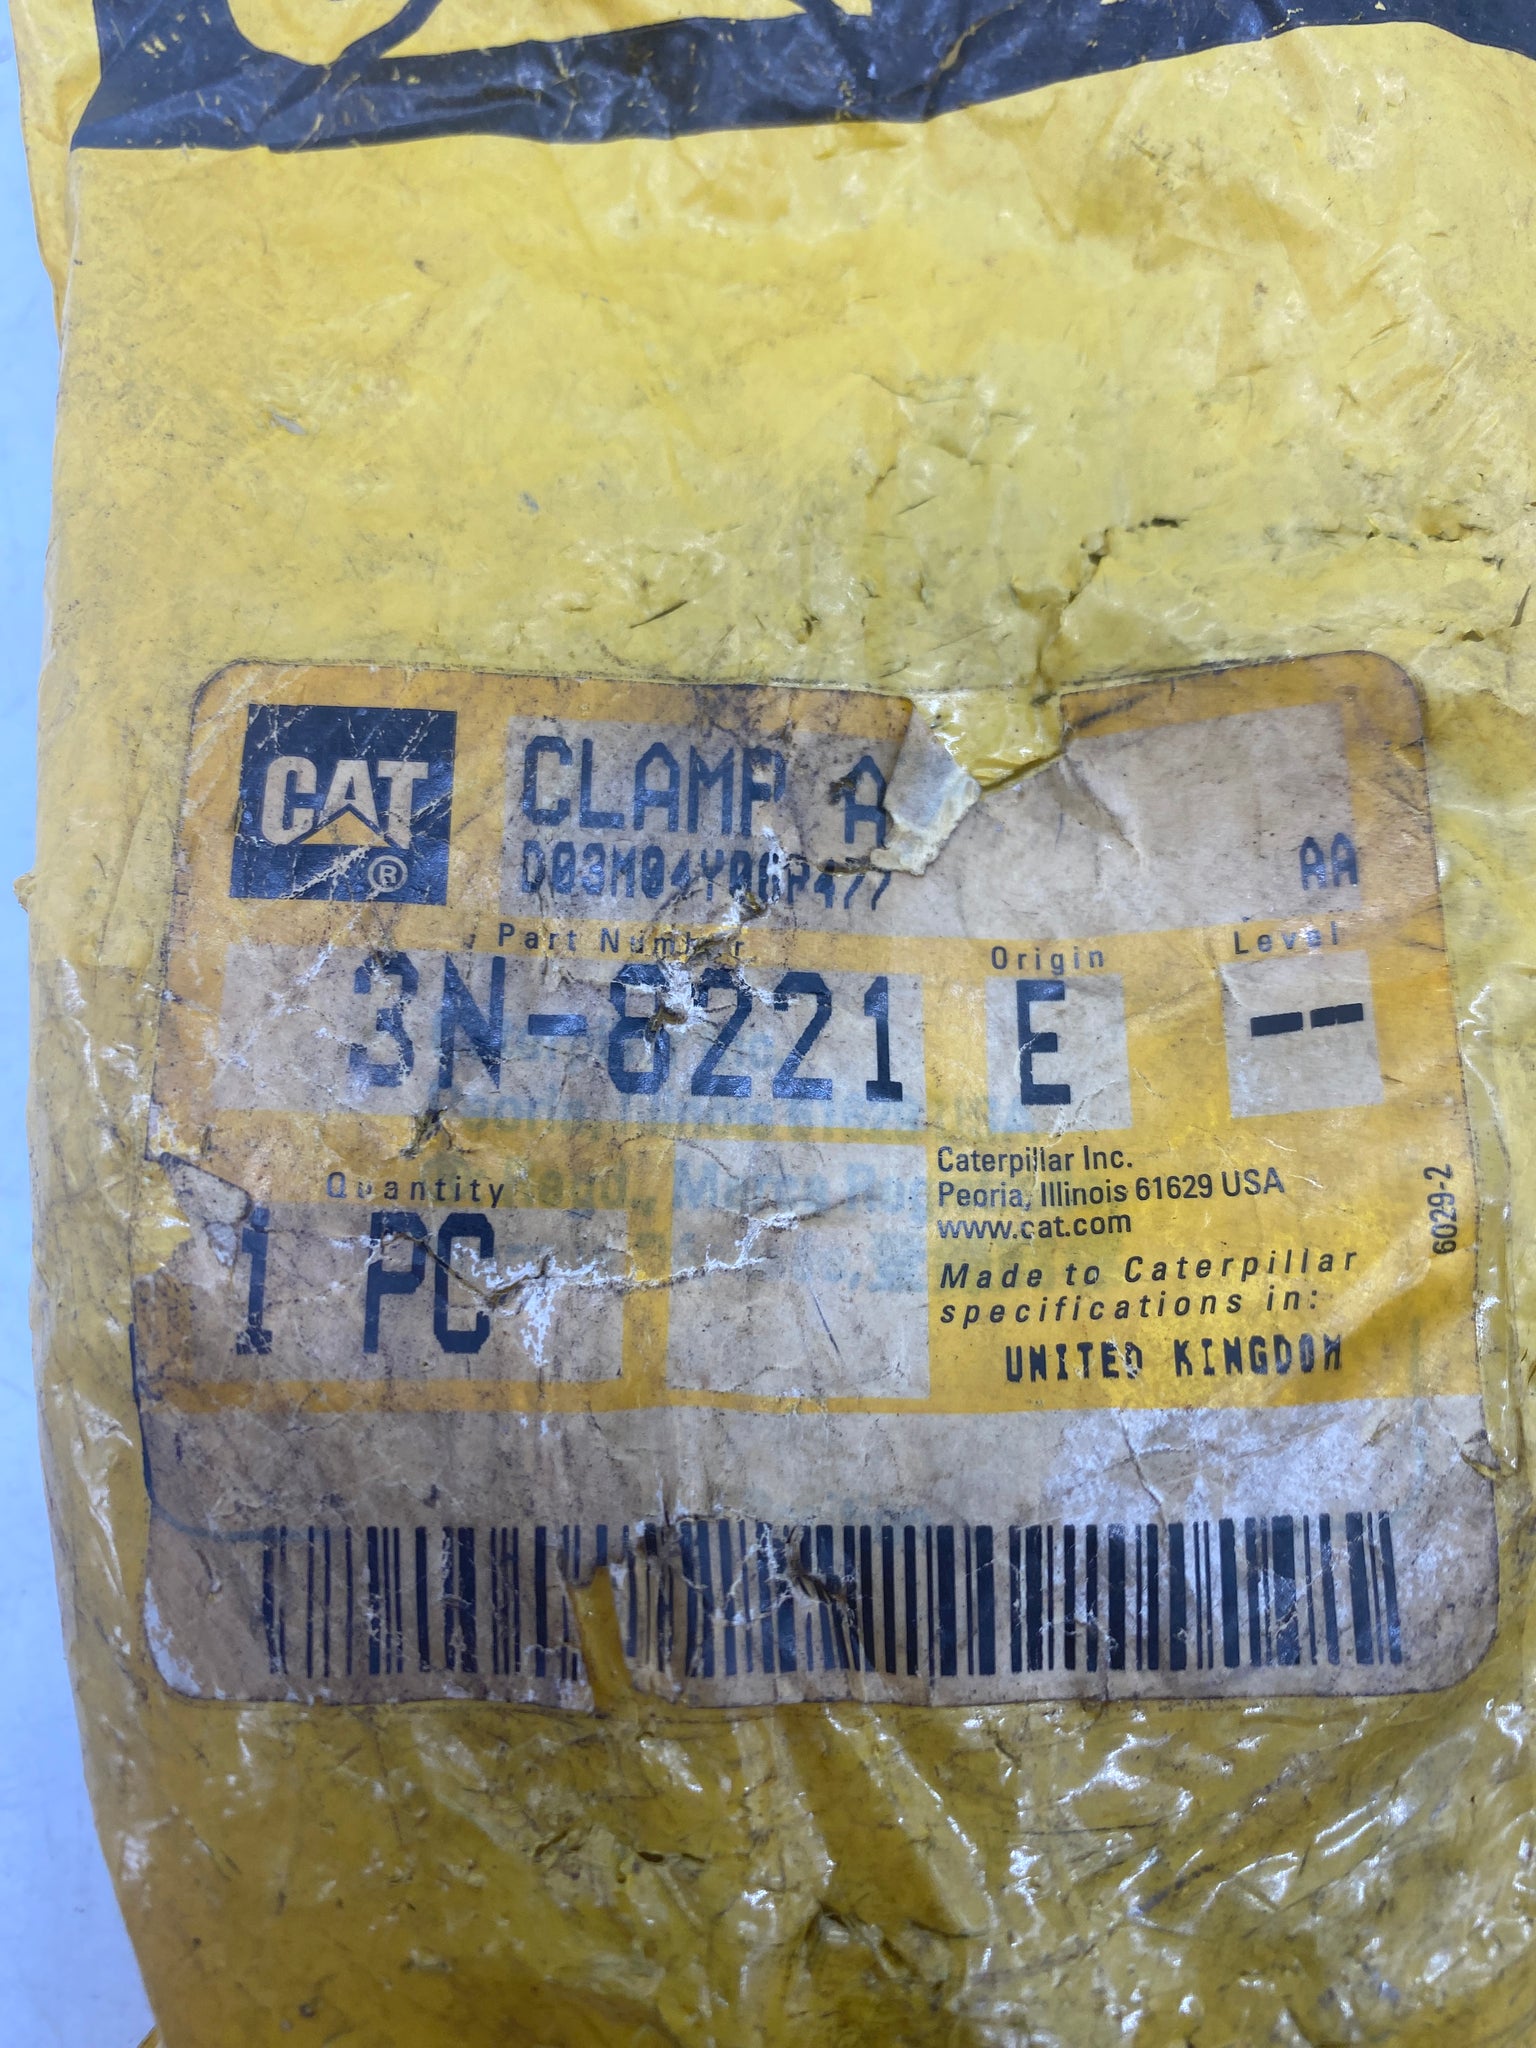 CAT®
CLAMP A
D03M04Y06P477
AA
Part Number
Origin
Level
3N-8221
E
--
Quantity
1 PC
Caterpillar Inc.
Peoria, Illinois 61629 USA
www.cat.com
Made to Caterpillar
specifications in:
UNITED KINGDOM
6029-2